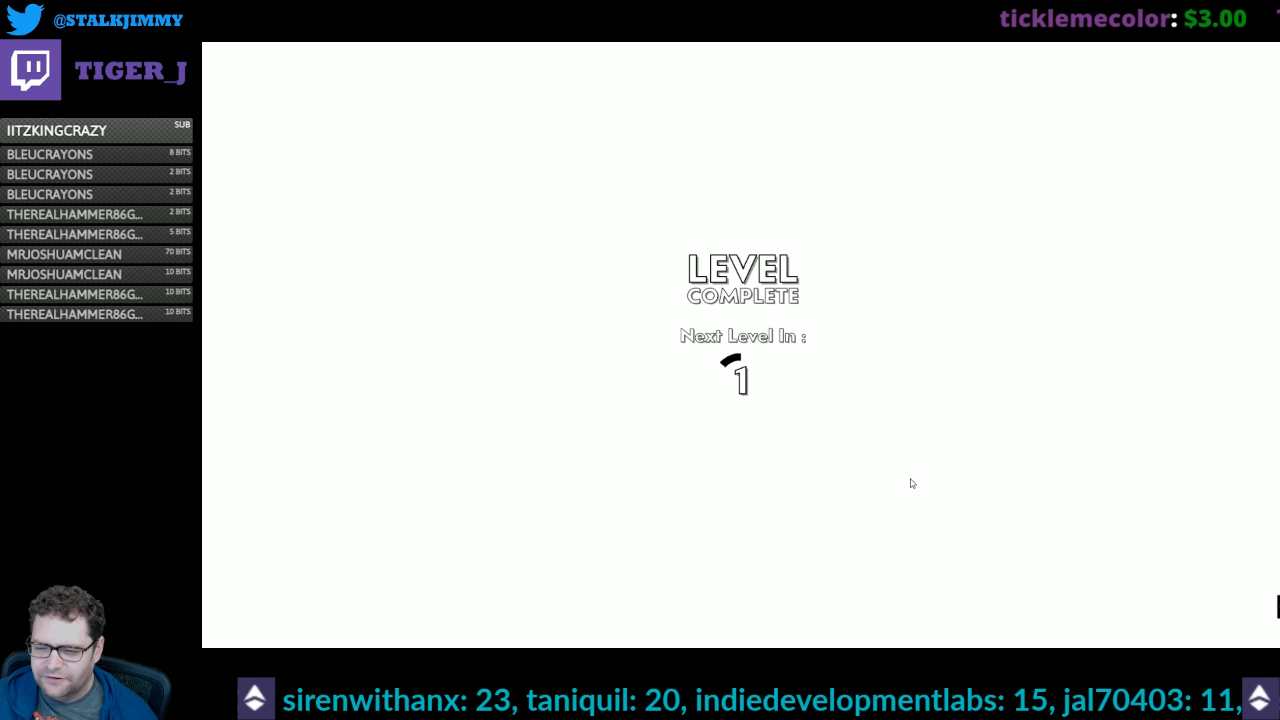 @STALKJIMMY
ticklemecolor: $3.00
TIGER_J
IITZKINGCRAZY SUB
BLEUCRAYONS 8 BITS
BLEUCRAYONS 2 BITS
BLEUCRAYONS 2 BITS
THEREALHAMMER86G... 2 BITS
THEREALHAMMER86G... 5 BITS
MRJOSHUAMCLEAN 70 BITS
MRJOSHUAMCLEAN 10 BITS
THEREALHAMMER86G... 10 BITS
THEREALHAMMER86G... 10 BITS
LEVEL
COMPLETE
Next Level In :
1
sirenwithanx: 23, taniquil: 20, indiedevelopmentlabs: 15, jal70403: 11,